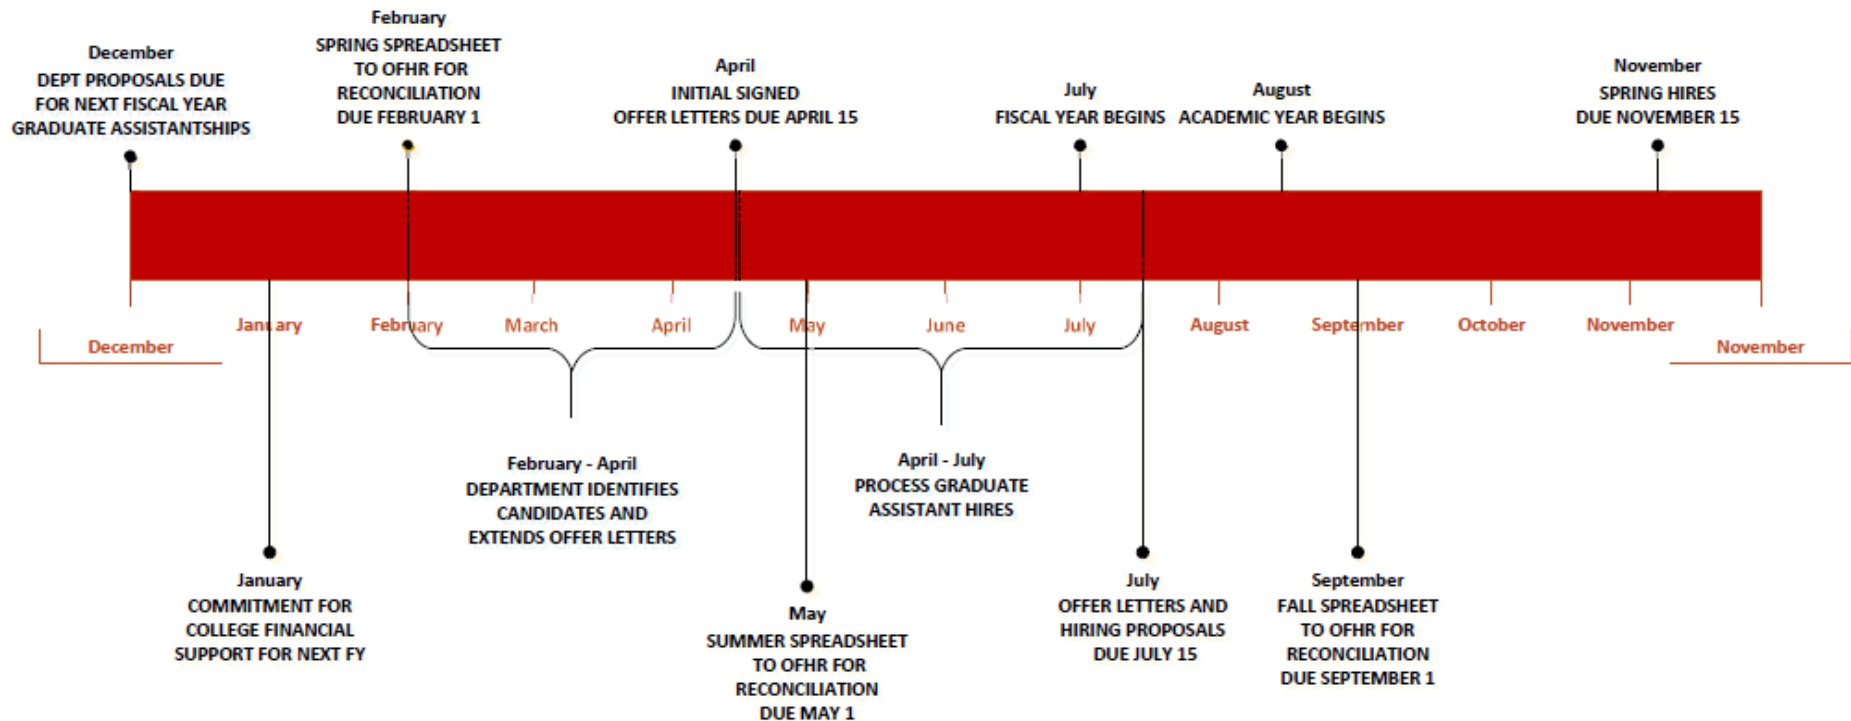 December
DEPT PROPOSALS DUE
FOR NEXT FISCAL YEAR
GRADUATE ASSISTANTSHIPS
February
SPRING SPREADSHEET
TO OFHR FOR
RECONCILIATION
DUE FEBRUARY 1
April
INITIAL SIGNED
OFFER LETTERS DUE APRIL 15
July
FISCAL YEAR BEGINS
August
ACADEMIC YEAR BEGINS
November
SPRING HIRES
DUE NOVEMBER 15
December
January
February
March
April
May
June
July
August
September
October
November
November
February - April
DEPARTMENT IDENTIFIES
CANDIDATES AND
EXTENDS OFFER LETTERS
April - July
PROCESS GRADUATE
ASSISTANT HIRES
January
COMMITMENT FOR
COLLEGE FINANCIAL
SUPPORT FOR NEXT FY
May
SUMMER SPREADSHEET
TO OFHR FOR
RECONCILIATION
DUE MAY 1
July
OFFER LETTERS AND
HIRING PROPOSALS
DUE JULY 15
September
FALL SPREADSHEET
TO OFHR FOR
RECONCILIATION
DUE SEPTEMBER 1